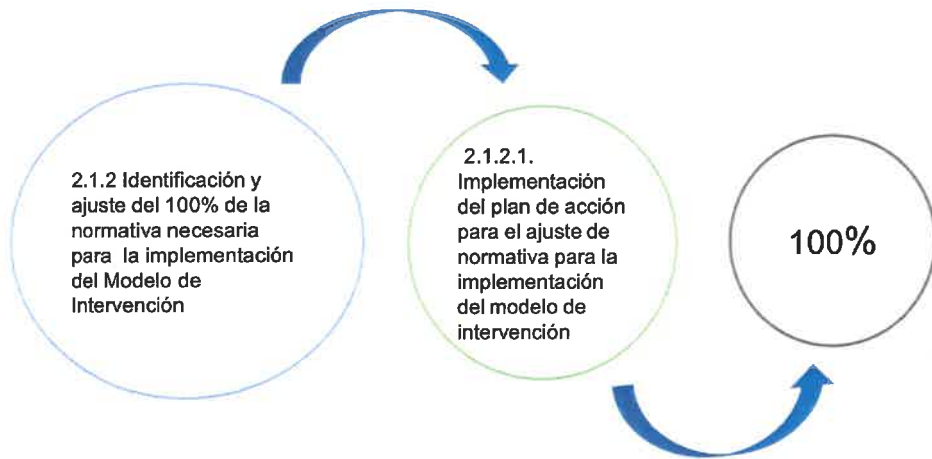 2.1.2 Identificación y
ajuste del 100% de la
normativa necesaria
para la implementación
del Modelo de
Intervención
2.1.2.1.
Implementación
del plan de acción
para el ajuste de
normativa para la
implementación
del modelo de
intervención
100%